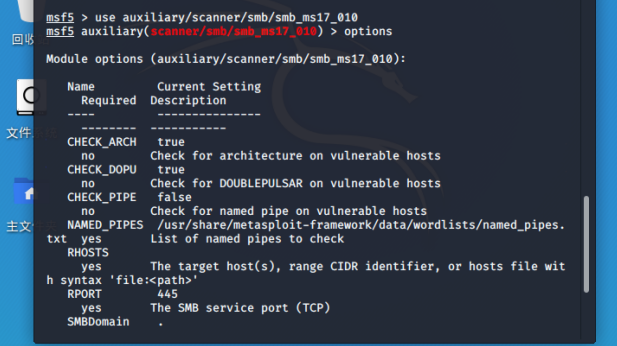 msf5 > use auxiliary/scanner/smb/smb_ms17_010
msf5 auxiliary(scanner/smb/smb_ms17_010) > options
回收
Module options (auxiliary/scanner/smb/smb_ms17_010):
Name Current Setting
Required Description
---- ---------------
-------- -----------
文件
CHECK_ARCH true
no Check for architecture on vulnerable hosts
CHECK_DOPU true
no Check for DOUBLEPULSAR on vulnerable hosts
CHECK_PIPE false
no Check for named pipe on vulnerable hosts
主文
NAMED_PIPES /usr/share/metasploit-framework/data/wordlists/named_pipes.
txt yes List of named pipes to check
RHOSTS
yes The target host(s), range CIDR identifier, or hosts file wit
h syntax 'file:<path>'
RPORT 445
yes The SMB service port (TCP)
SMBDomain .